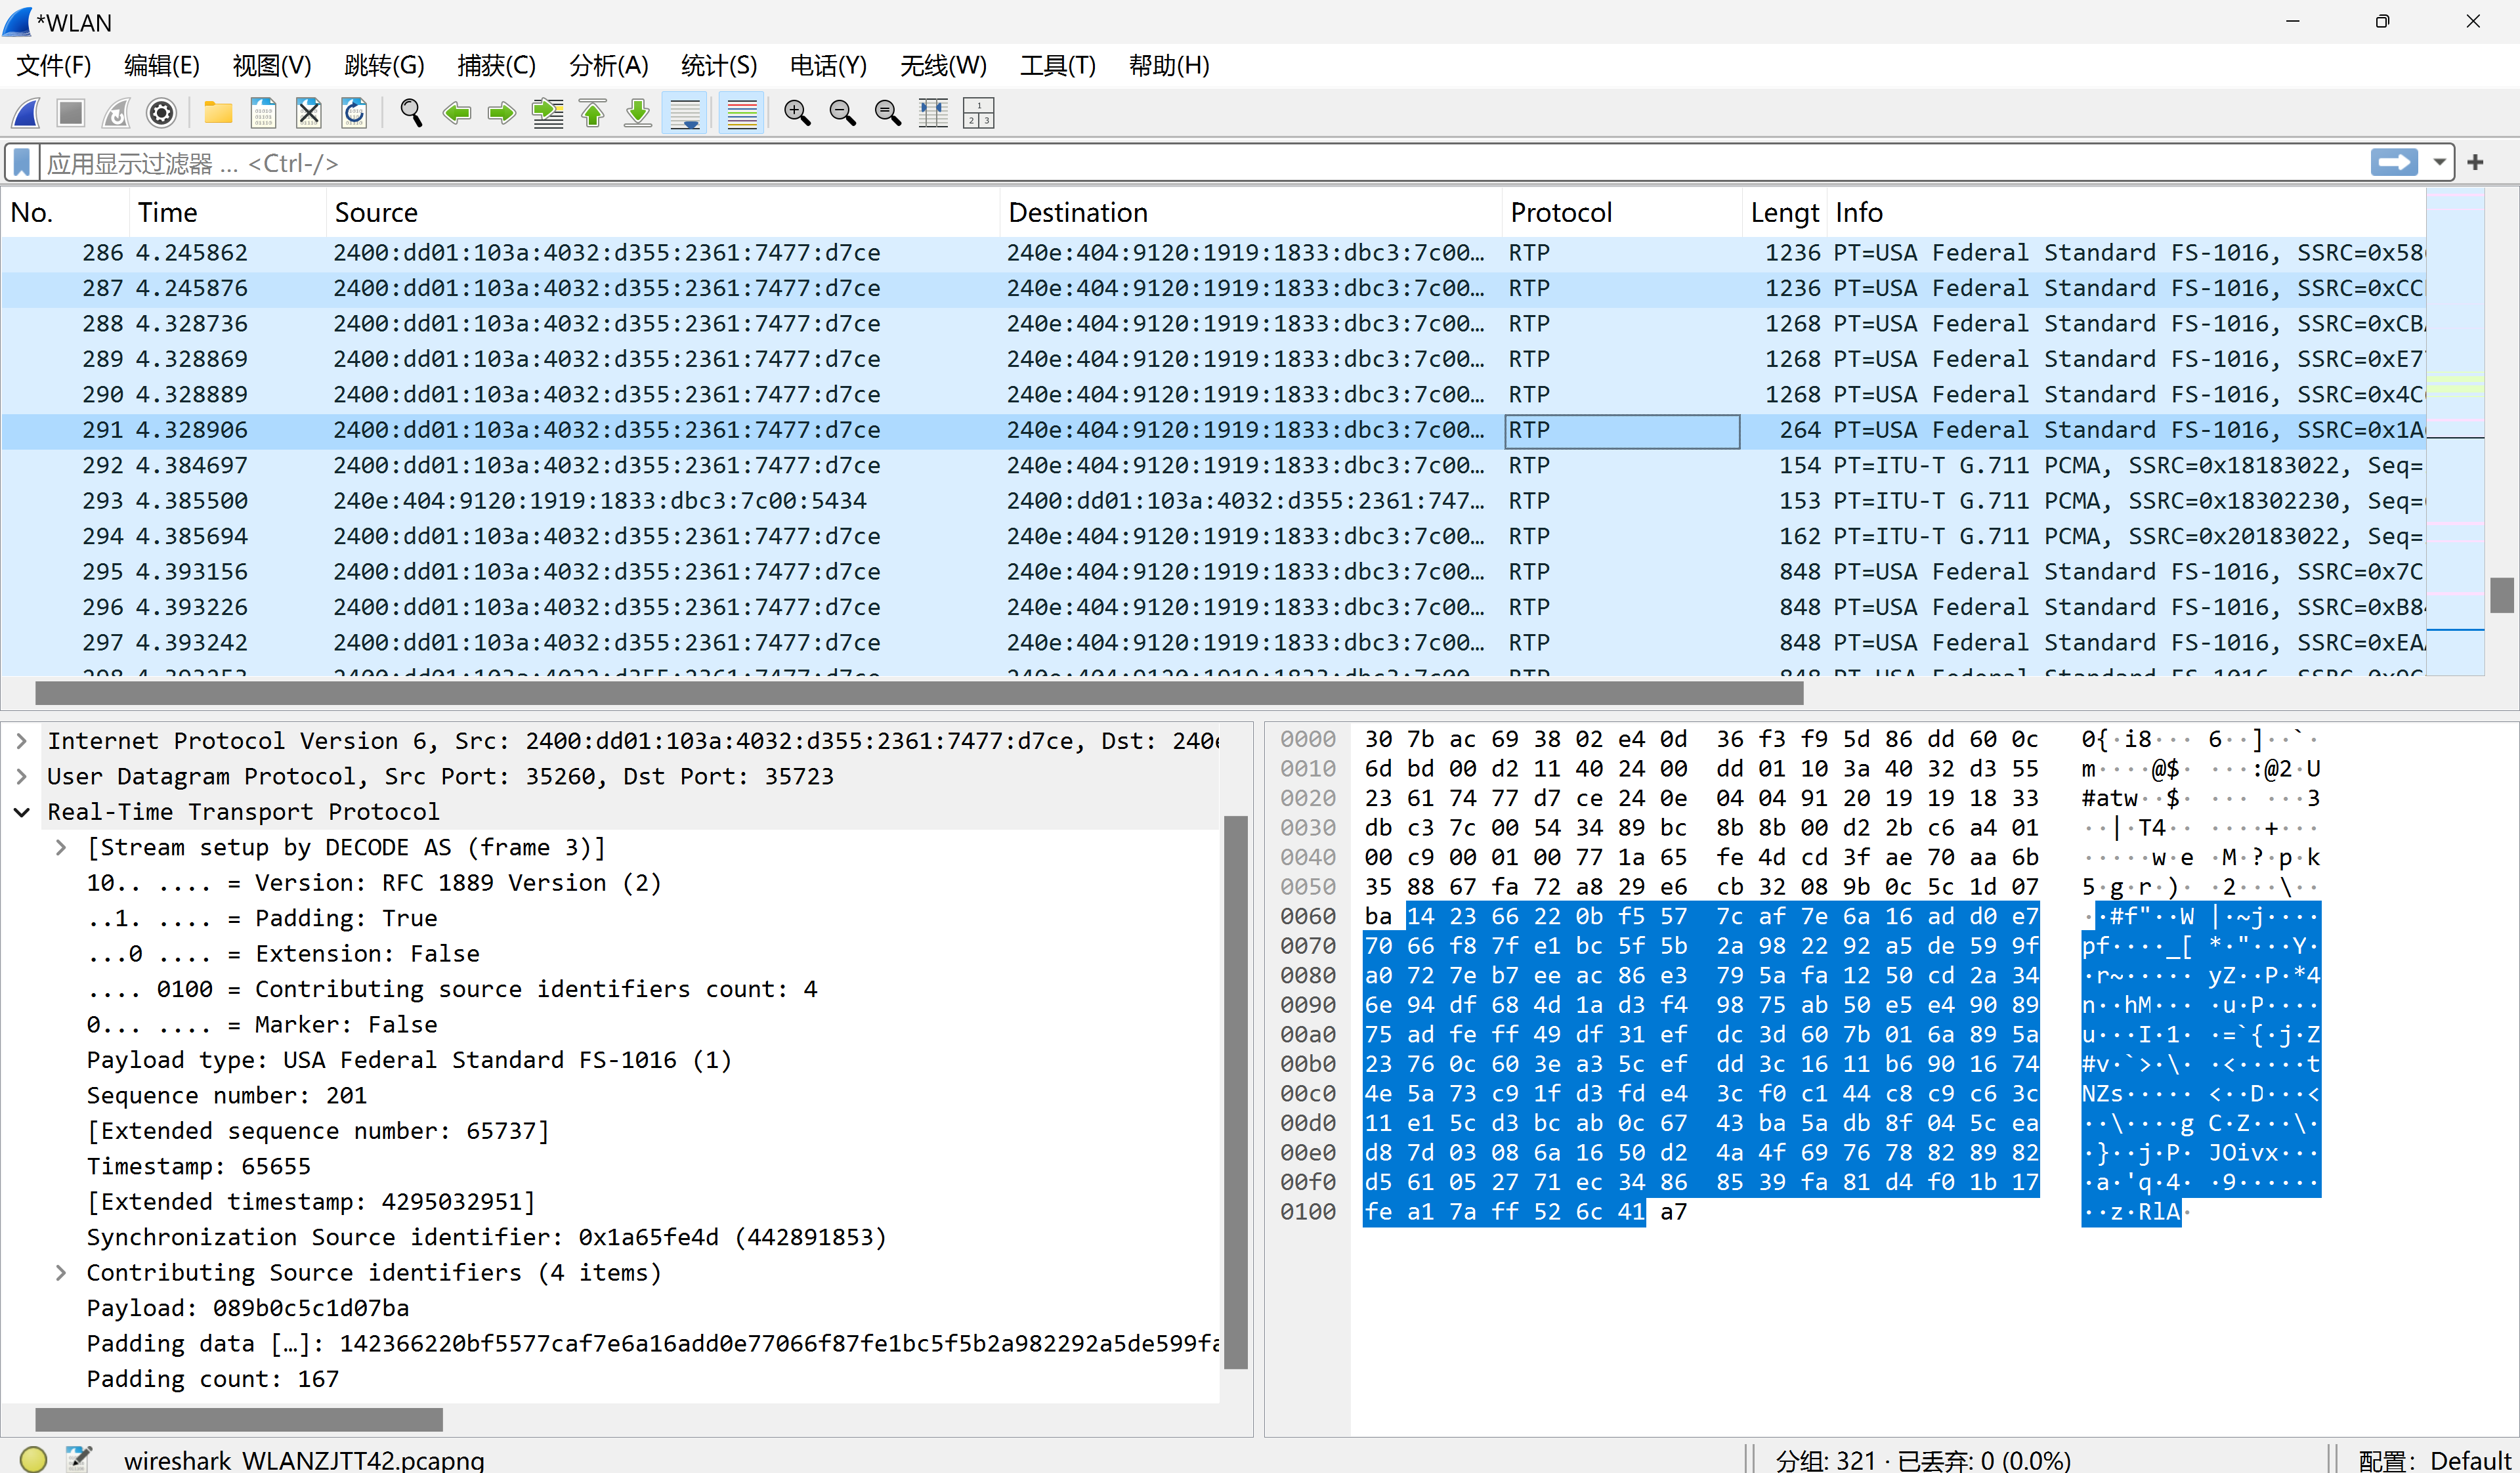 *WLAN
文件(F) 编辑(E) 视图(V) 跳转(G) 捕获(C) 分析(A) 统计(S) 电话(Y) 无线(W) 工具(T) 帮助(H)
应用显示过滤器 … <Ctrl-/>
No. Time Source Destination Protocol Lengt Info
286 4.245862 2400:dd01:103a:4032:d355:2361:7477:d7ce 240e:404:9120:1919:1833:dbc3:7c00… RTP 1236 PT=USA Federal Standard FS-1016, SSRC=0x58
287 4.245876 2400:dd01:103a:4032:d355:2361:7477:d7ce 240e:404:9120:1919:1833:dbc3:7c00… RTP 1236 PT=USA Federal Standard FS-1016, SSRC=0xCC
288 4.328736 2400:dd01:103a:4032:d355:2361:7477:d7ce 240e:404:9120:1919:1833:dbc3:7c00… RTP 1268 PT=USA Federal Standard FS-1016, SSRC=0xCB
289 4.328869 2400:dd01:103a:4032:d355:2361:7477:d7ce 240e:404:9120:1919:1833:dbc3:7c00… RTP 1268 PT=USA Federal Standard FS-1016, SSRC=0xE7
290 4.328889 2400:dd01:103a:4032:d355:2361:7477:d7ce 240e:404:9120:1919:1833:dbc3:7c00… RTP 1268 PT=USA Federal Standard FS-1016, SSRC=0x4C
291 4.328906 2400:dd01:103a:4032:d355:2361:7477:d7ce 240e:404:9120:1919:1833:dbc3:7c00… RTP 264 PT=USA Federal Standard FS-1016, SSRC=0x1A
292 4.384697 2400:dd01:103a:4032:d355:2361:7477:d7ce 240e:404:9120:1919:1833:dbc3:7c00… RTP 154 PT=ITU-T G.711 PCMA, SSRC=0x18183022, Seq=
293 4.385500 240e:404:9120:1919:1833:dbc3:7c00:5434 2400:dd01:103a:4032:d355:2361:747… RTP 153 PT=ITU-T G.711 PCMA, SSRC=0x18302230, Seq=
294 4.385694 2400:dd01:103a:4032:d355:2361:7477:d7ce 240e:404:9120:1919:1833:dbc3:7c00… RTP 162 PT=ITU-T G.711 PCMA, SSRC=0x20183022, Seq=
295 4.393156 2400:dd01:103a:4032:d355:2361:7477:d7ce 240e:404:9120:1919:1833:dbc3:7c00… RTP 848 PT=USA Federal Standard FS-1016, SSRC=0x7C
296 4.393226 2400:dd01:103a:4032:d355:2361:7477:d7ce 240e:404:9120:1919:1833:dbc3:7c00… RTP 848 PT=USA Federal Standard FS-1016, SSRC=0xB8
297 4.393242 2400:dd01:103a:4032:d355:2361:7477:d7ce 240e:404:9120:1919:1833:dbc3:7c00… RTP 848 PT=USA Federal Standard FS-1016, SSRC=0xEA
Internet Protocol Version 6, Src: 2400:dd01:103a:4032:d355:2361:7477:d7ce, Dst: 240
User Datagram Protocol, Src Port: 35260, Dst Port: 35723
Real-Time Transport Protocol
[Stream setup by DECODE AS (frame 3)]
10.. .... = Version: RFC 1889 Version (2)
..1. .... = Padding: True
...0 .... = Extension: False
.... 0100 = Contributing source identifiers count: 4
0... .... = Marker: False
Payload type: USA Federal Standard FS-1016 (1)
Sequence number: 201
[Extended sequence number: 65737]
Timestamp: 65655
[Extended timestamp: 4295032951]
Synchronization Source identifier: 0x1a65fe4d (442891853)
Contributing Source identifiers (4 items)
Payload: 089b0c5c1d07ba
Padding data […]: 142366220bf5577caf7e6a16add0e77066f87fe1bc5f5b2a982292a5de599fa
Padding count: 167
0000 30 7b ac 69 38 02 e4 0d 36 f3 f9 5d 86 dd 60 0c 0{·i8··· 6··]··`·
0010 6d bd 00 d2 11 40 24 00 dd 01 10 3a 40 32 d3 55 m····@$· ···:@2·U
0020 23 61 74 77 d7 ce 24 0e 04 04 91 20 19 19 18 33 #atw··$· ··· ···3
0030 db c3 7c 00 54 34 89 bc 8b 8b 00 d2 2b c6 a4 01 ··|·T4·· ····+···
0040 00 c9 00 01 00 77 1a 65 fe 4d cd 3f ae 70 aa 6b ·····w·e ·M·?·p·k
0050 35 88 67 fa 72 a8 29 e6 cb 32 08 9b 0c 5c 1d 07 5·g·r·)· ·2···\··
0060 ba 14 23 66 22 0b f5 57 7c af 7e 6a 16 ad d0 e7 ··#f"··W |·~j····
0070 70 66 f8 7f e1 bc 5f 5b 2a 98 22 92 a5 de 59 9f pf····_[ *·"···Y·
0080 a0 72 7e b7 ee ac 86 e3 79 5a fa 12 50 cd 2a 34 ·r~····· yZ··P·*4
0090 6e 94 df 68 4d 1a d3 f4 98 75 ab 50 e5 e4 90 89 n··hM··· ·u·P····
00a0 75 ad fe ff 49 df 31 ef dc 3d 60 7b 01 6a 89 5a u···I·1· ·=`{·j·Z
00b0 23 76 0c 60 3e a3 5c ef dd 3c 16 11 b6 90 16 74 #v·`>·\· ·<·····t
00c0 4e 5a 73 c9 1f d3 fd e4 3c f0 c1 44 c8 c9 c6 3c NZs····· <··D···<
00d0 11 e1 5c d3 bc ab 0c 67 43 ba 5a db 8f 04 5c ea ··\····g C·Z···\·
00e0 d8 7d 03 08 6a 16 50 d2 4a 4f 69 76 78 82 89 82 ·}··j·P· JOivx···
00f0 d5 61 05 27 71 ec 34 86 85 39 fa 81 d4 f0 1b 17 ·a·'q·4· ·9······
0100 fe a1 7a ff 52 6c 41 a7 ··z·RlA·
wireshark_WLANZJTT42.pcapng 分组: 321 · 已丢弃: 0 (0.0%) 配置: Default